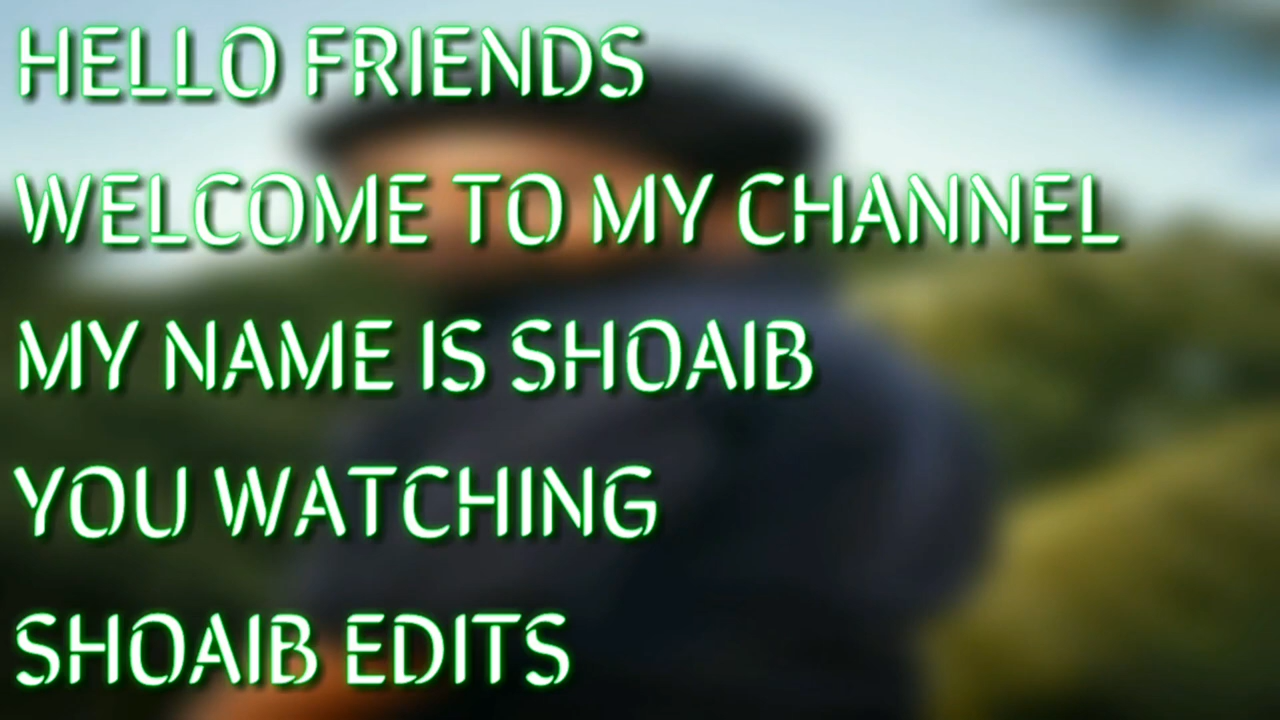 HELLO FRIENDS
WELCOME TO MY CHANNEL
MY NAME IS SHOAIB
YOU WATCHING
SHOAIB EDITS